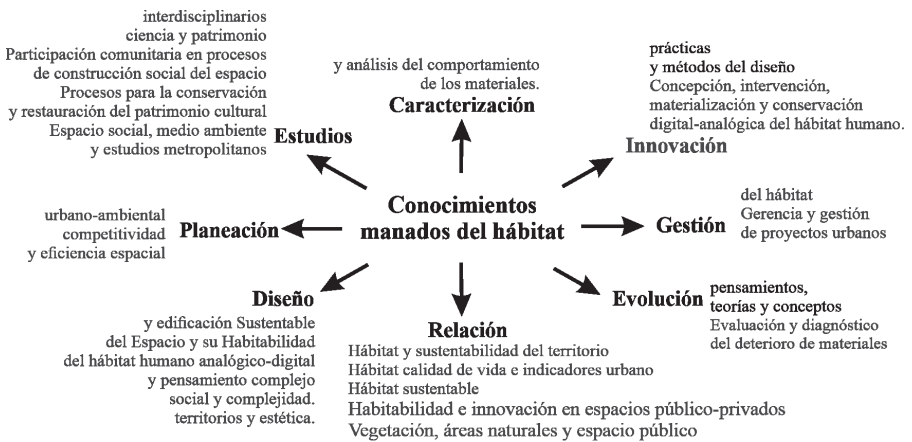 interdisciplinarios
ciencia y patrimonio
Participación comunitaria en procesos
de construcción social del espacio
Procesos para la conservación
y restauración del patrimonio cultural
Espacio social, medio ambiente
y estudios metropolitanos
Estudios
y análisis del comportamiento
de los materiales.
Caracterización
prácticas
y métodos del diseño
Concepción, intervención,
materialización y conservación
digital-analógica del hábitat humano.
Innovación
Conocimientos
manados del hábitat
urbano-ambiental
competitividad
y eficiencia espacial
Planeación
Gestión
del hábitat
Gerencia y gestión
de proyectos urbanos
Diseño
y edificación Sustentable
del Espacio y su Habitabilidad
del hábitat humano analógico-digital
y pensamiento complejo
social y complejidad.
territorios y estética.
Relación
Hábitat y sustentabilidad del territorio
Hábitat calidad de vida e indicadores urbano
Hábitat sustentable
Habitabilidad e innovación en espacios público-privados
Vegetación, áreas naturales y espacio público
Evolución
pensamientos,
teorías y conceptos
Evaluación y diagnóstico
del deterioro de materiales